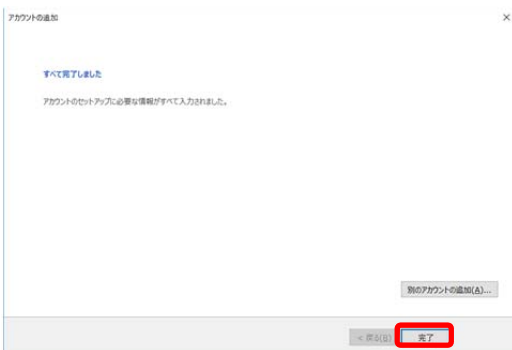 アカウントの追加
×
すべて完了しました
アカウントのセットアップに必要な情報がすべて入力されました。
別のアカウントの追加(A)...
< 戻る(B)
完了